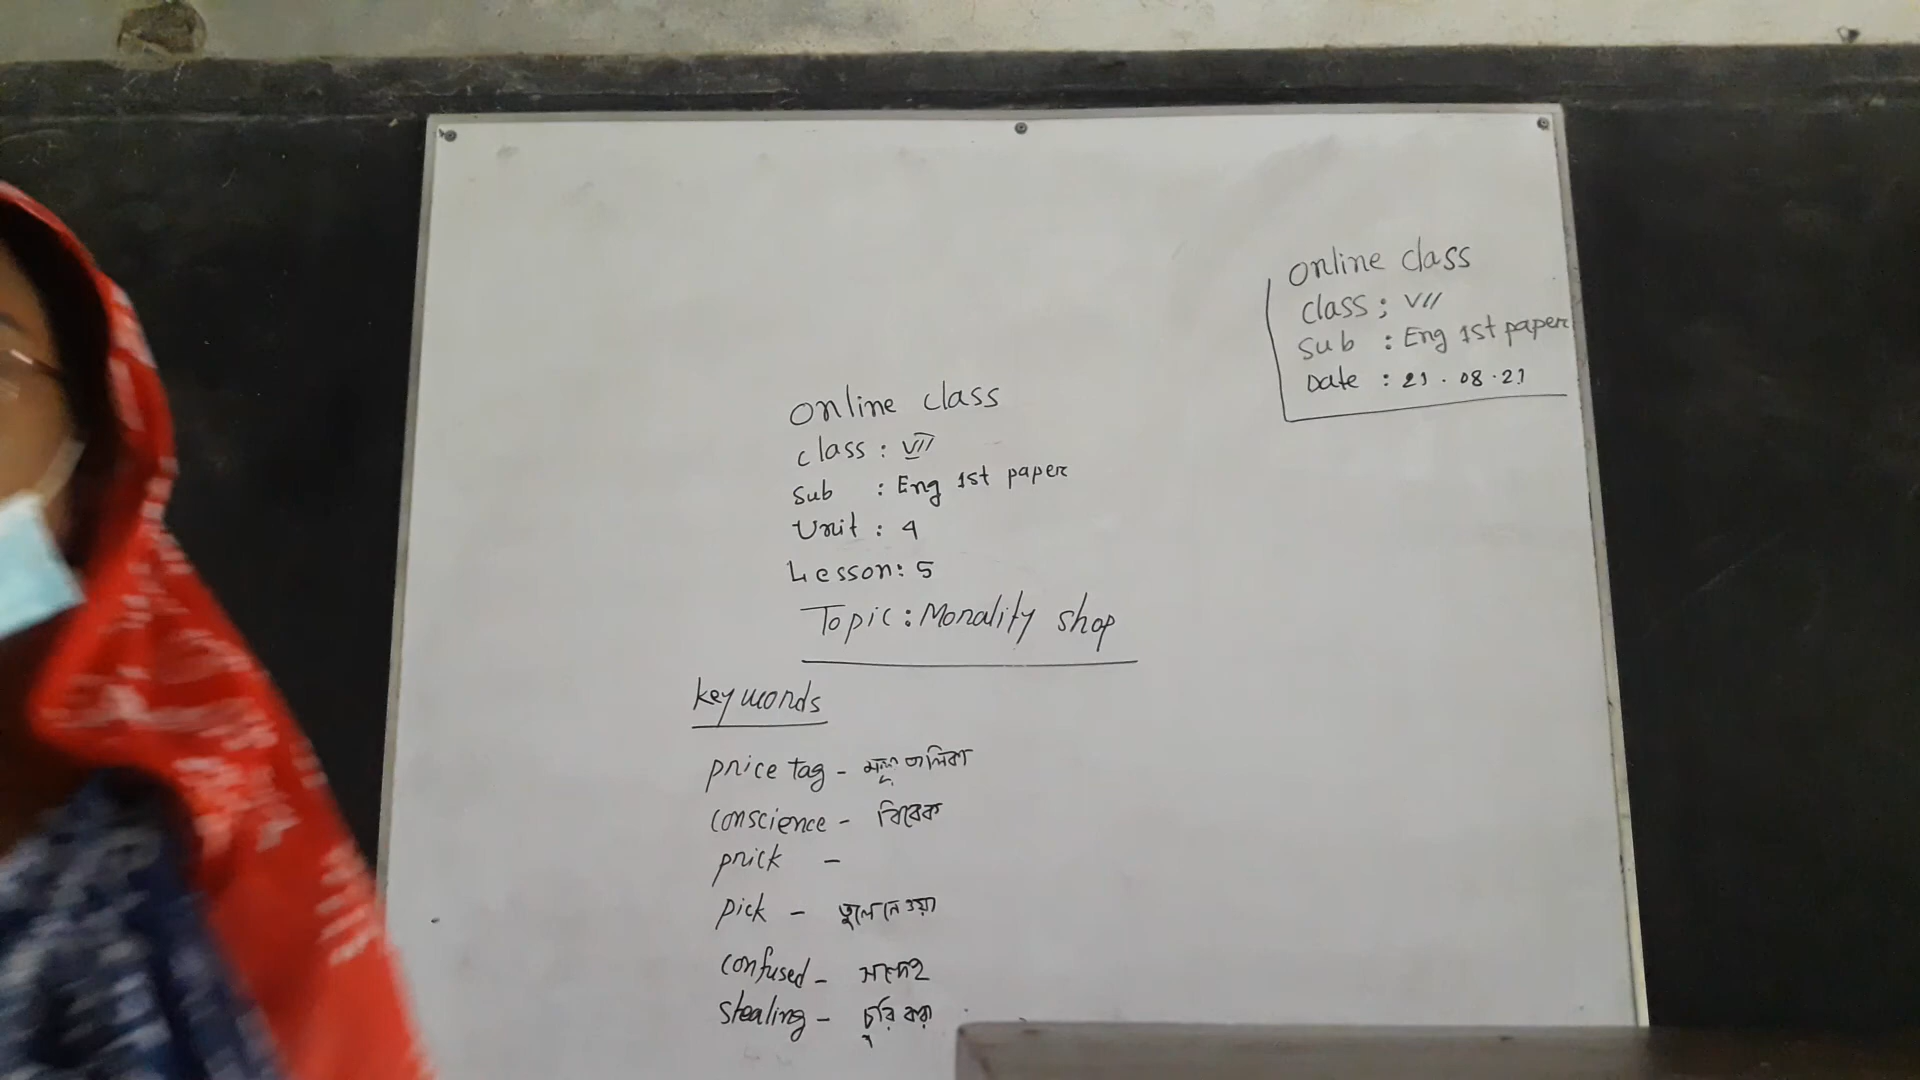 Online class
class ; VII
Sub : Eng 1st paper
Date : 21 . 08 . 21
Online class
class : VII
Sub : Eng 1st paper
Unit : 4
Lesson: 5
Topic : Morality shop
Keywords
price tag - মূল্য তালিকা
conscience - বিবেক
prick -
pick - তুলে নেওয়া
confused - সন্দেহ
stealing - চুরি করা